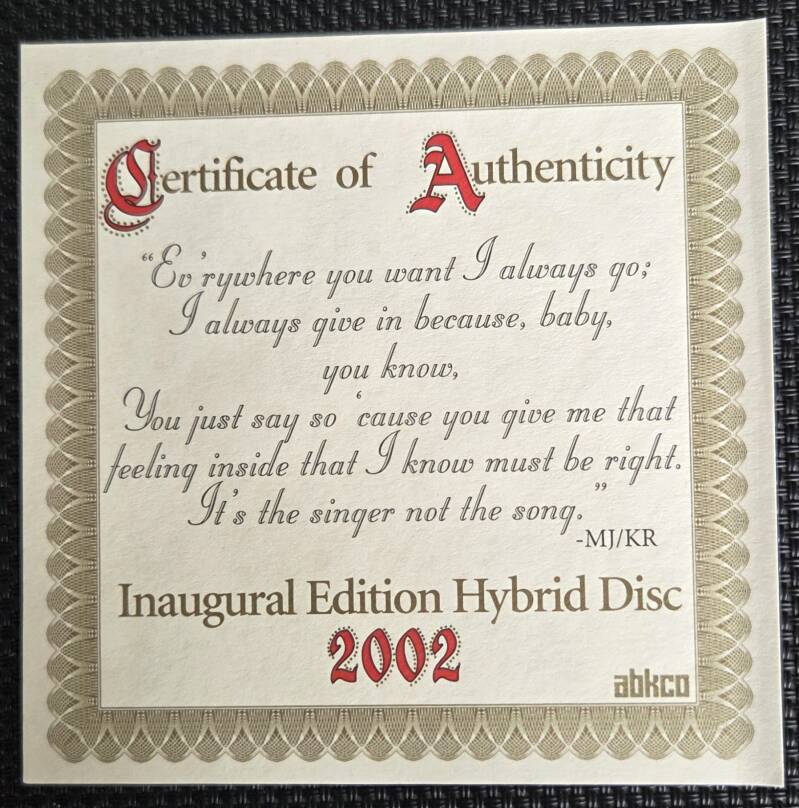 Certificate of Authenticity
“Ev'rywhere you want I always go;
I always give in because, baby,
you know,
You just say so ‘cause you give me that
feeling inside that I know must be right.
It's the singer not the song.”
-MJ/KR
Inaugural Edition Hybrid Disc
2002
abkco